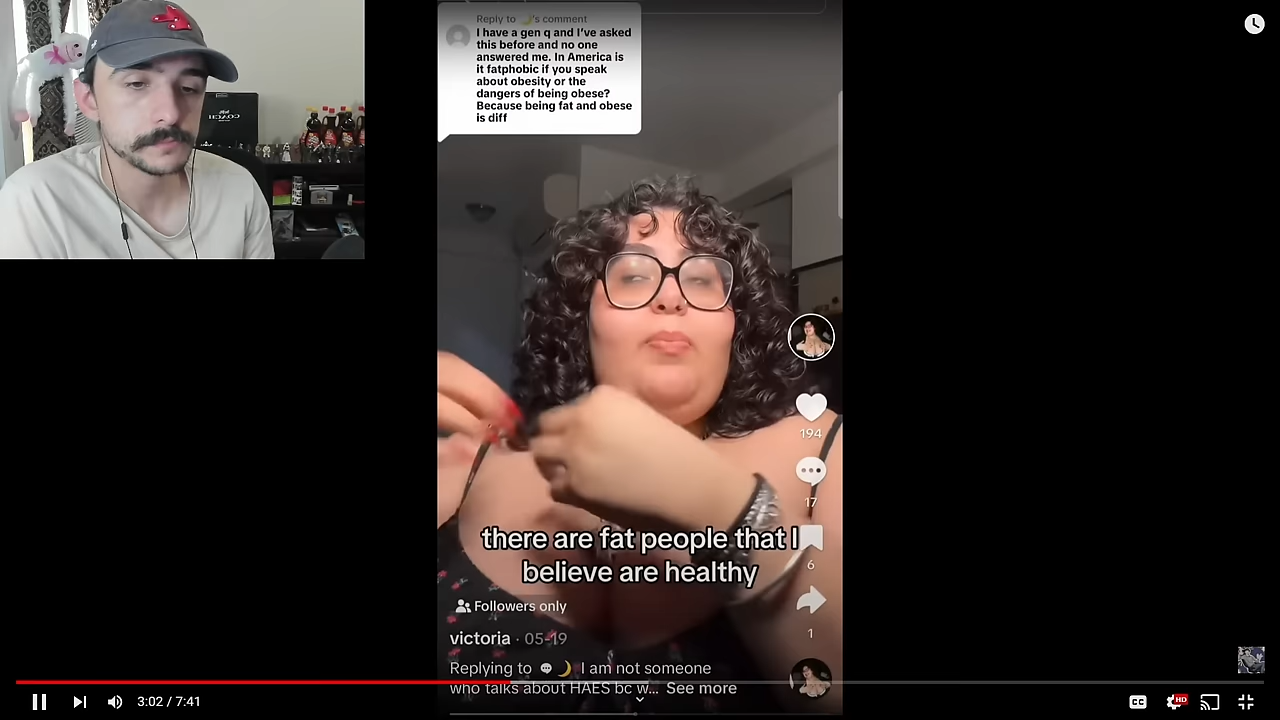 Reply to 🌙's comment
I have a gen q and I've asked
this before and no one
answered me. In America is
it fatphobic if you speak
about obesity or the
dangers of being obese?
Because being fat and obese
is diff
COACH
194
17
there are fat people that I
believe are healthy
6
Followers only
1
victoria · 05-19
Replying to 💬 🌙 I am not someone
who talks about HAES bc w... See more
3:02 / 7:41
CC
HD